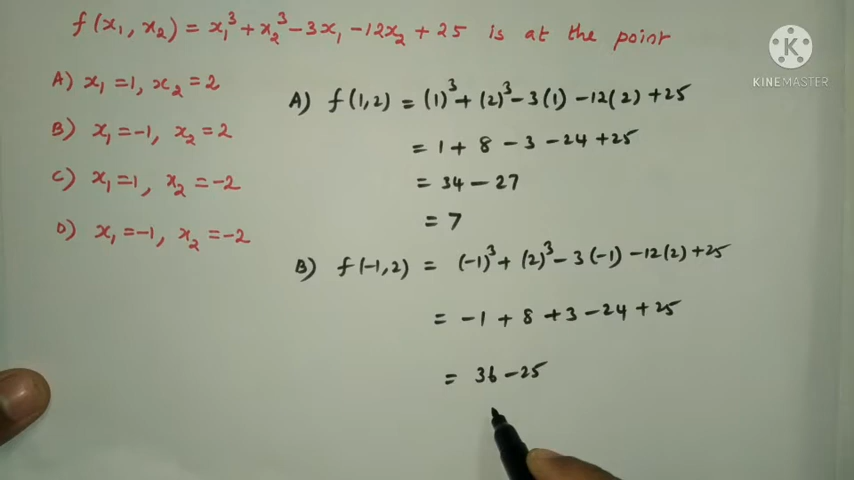 f(x₁, x₂) = x₁³ + x₂³ - 3x₁ - 12x₂ + 25 is at the point
A) x₁ = 1, x₂ = 2
B) x₁ = -1, x₂ = 2
C) x₁ = 1, x₂ = -2
D) x₁ = -1, x₂ = -2
A) f(1,2) = (1)³ + (2)³ - 3(1) - 12(2) + 25
= 1 + 8 - 3 - 24 + 25
= 34 - 27
= 7
B) f(-1,2) = (-1)³ + (2)³ - 3(-1) - 12(2) + 25
= -1 + 8 + 3 - 24 + 25
= 36 - 25
K
KINEMASTER